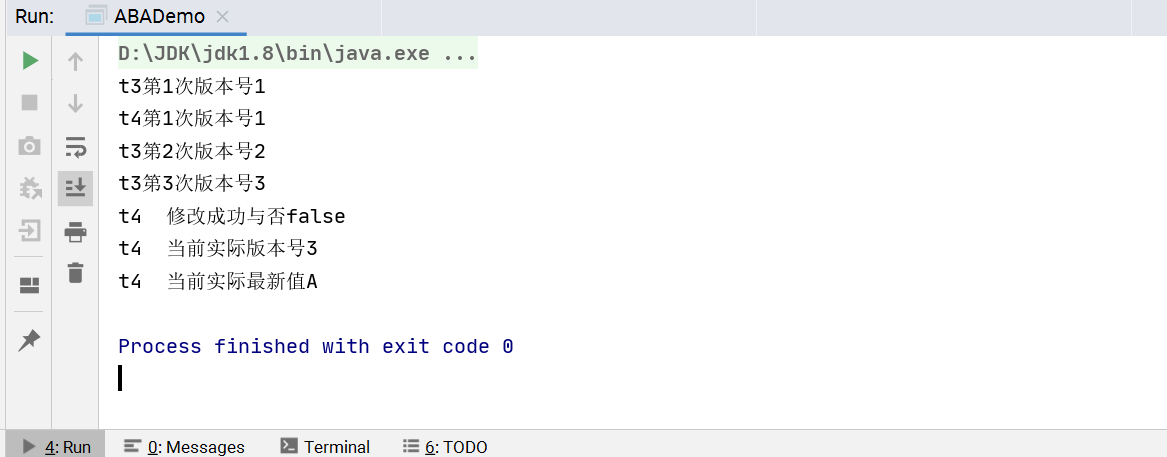 Run: ABADemo
D:\JDK\jdk1.8\bin\java.exe ...
t3第1次版本号1
t4第1次版本号1
t3第2次版本号2
t3第3次版本号3
t4  修改成功与否false
t4  当前实际版本号3
t4  当前实际最新值A
Process finished with exit code 0
4: Run 0: Messages Terminal 6: TODO